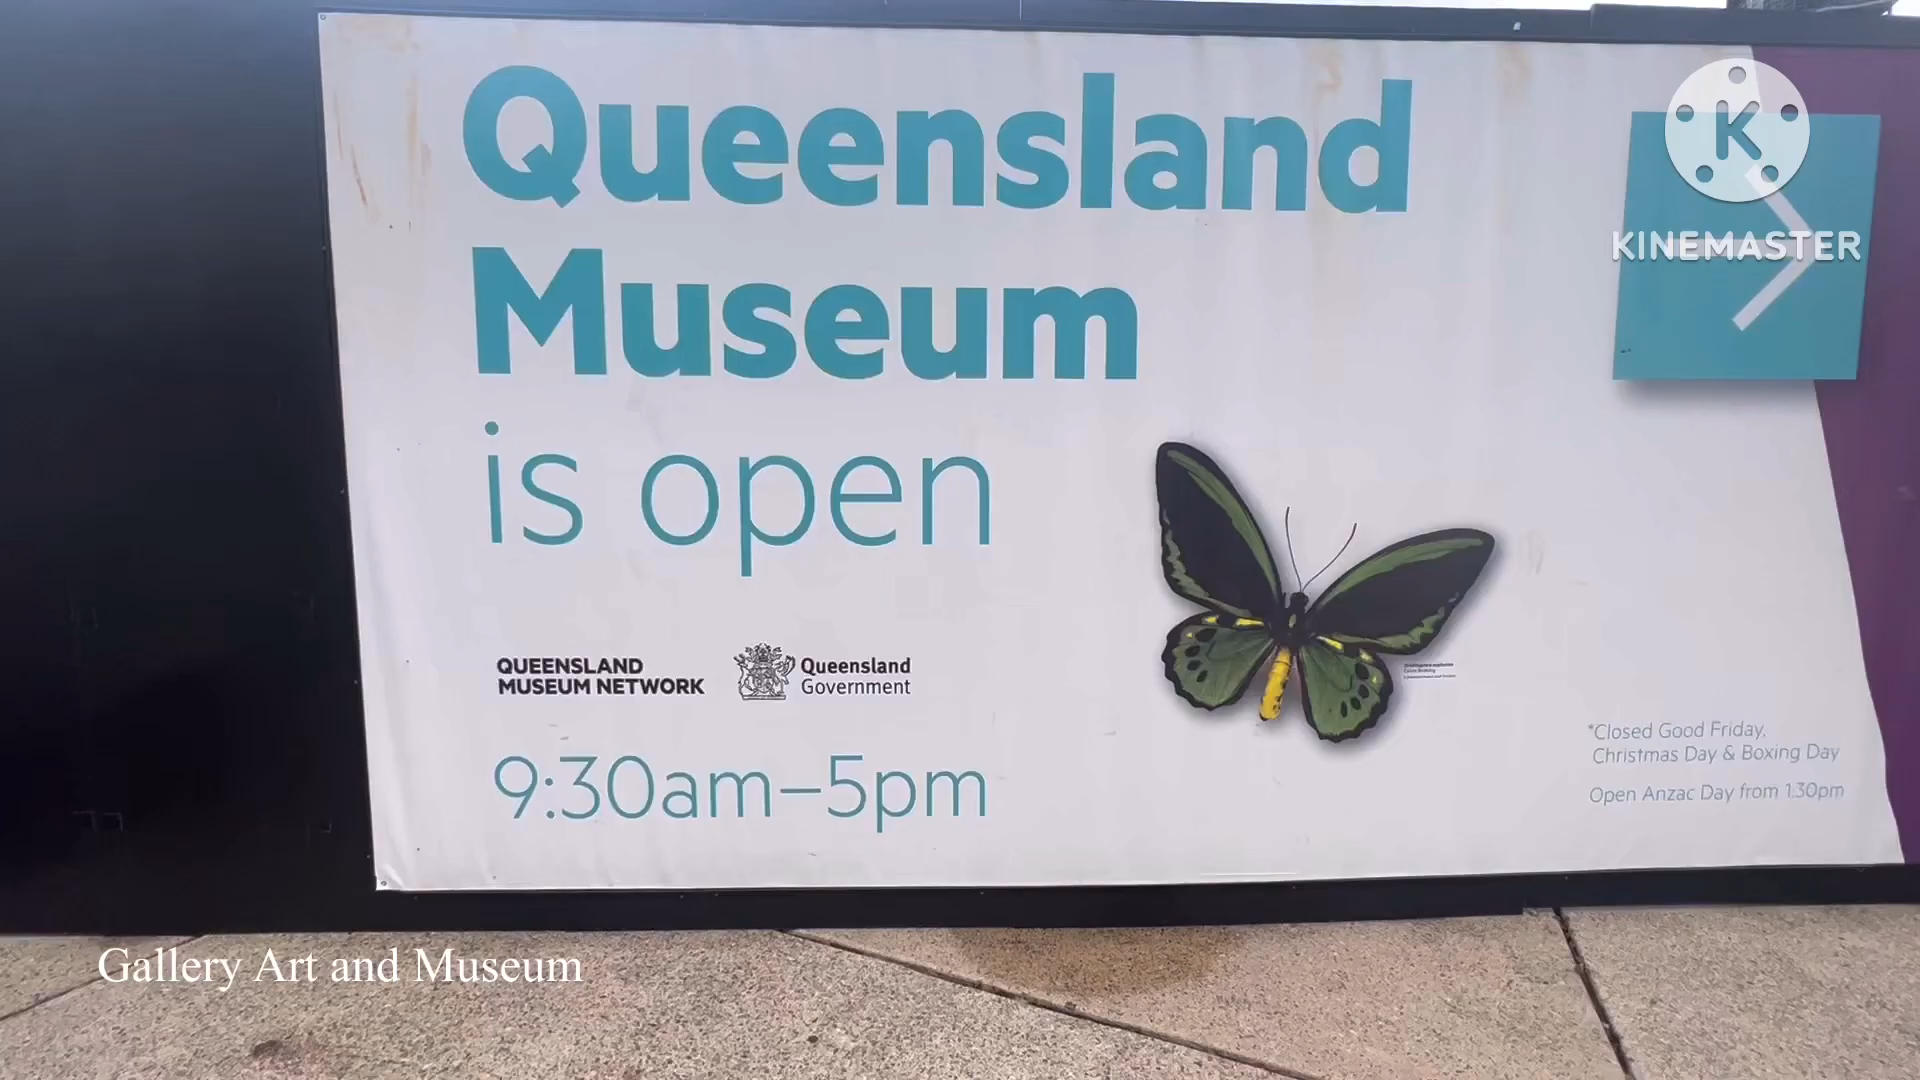 Queensland
Museum
is open
K
KINEMASTER
QUEENSLAND
MUSEUM NETWORK
Queensland
Government
9:30am–5pm
*Closed Good Friday,
Christmas Day & Boxing Day
Open Anzac Day from 1.30pm
Gallery Art and Museum